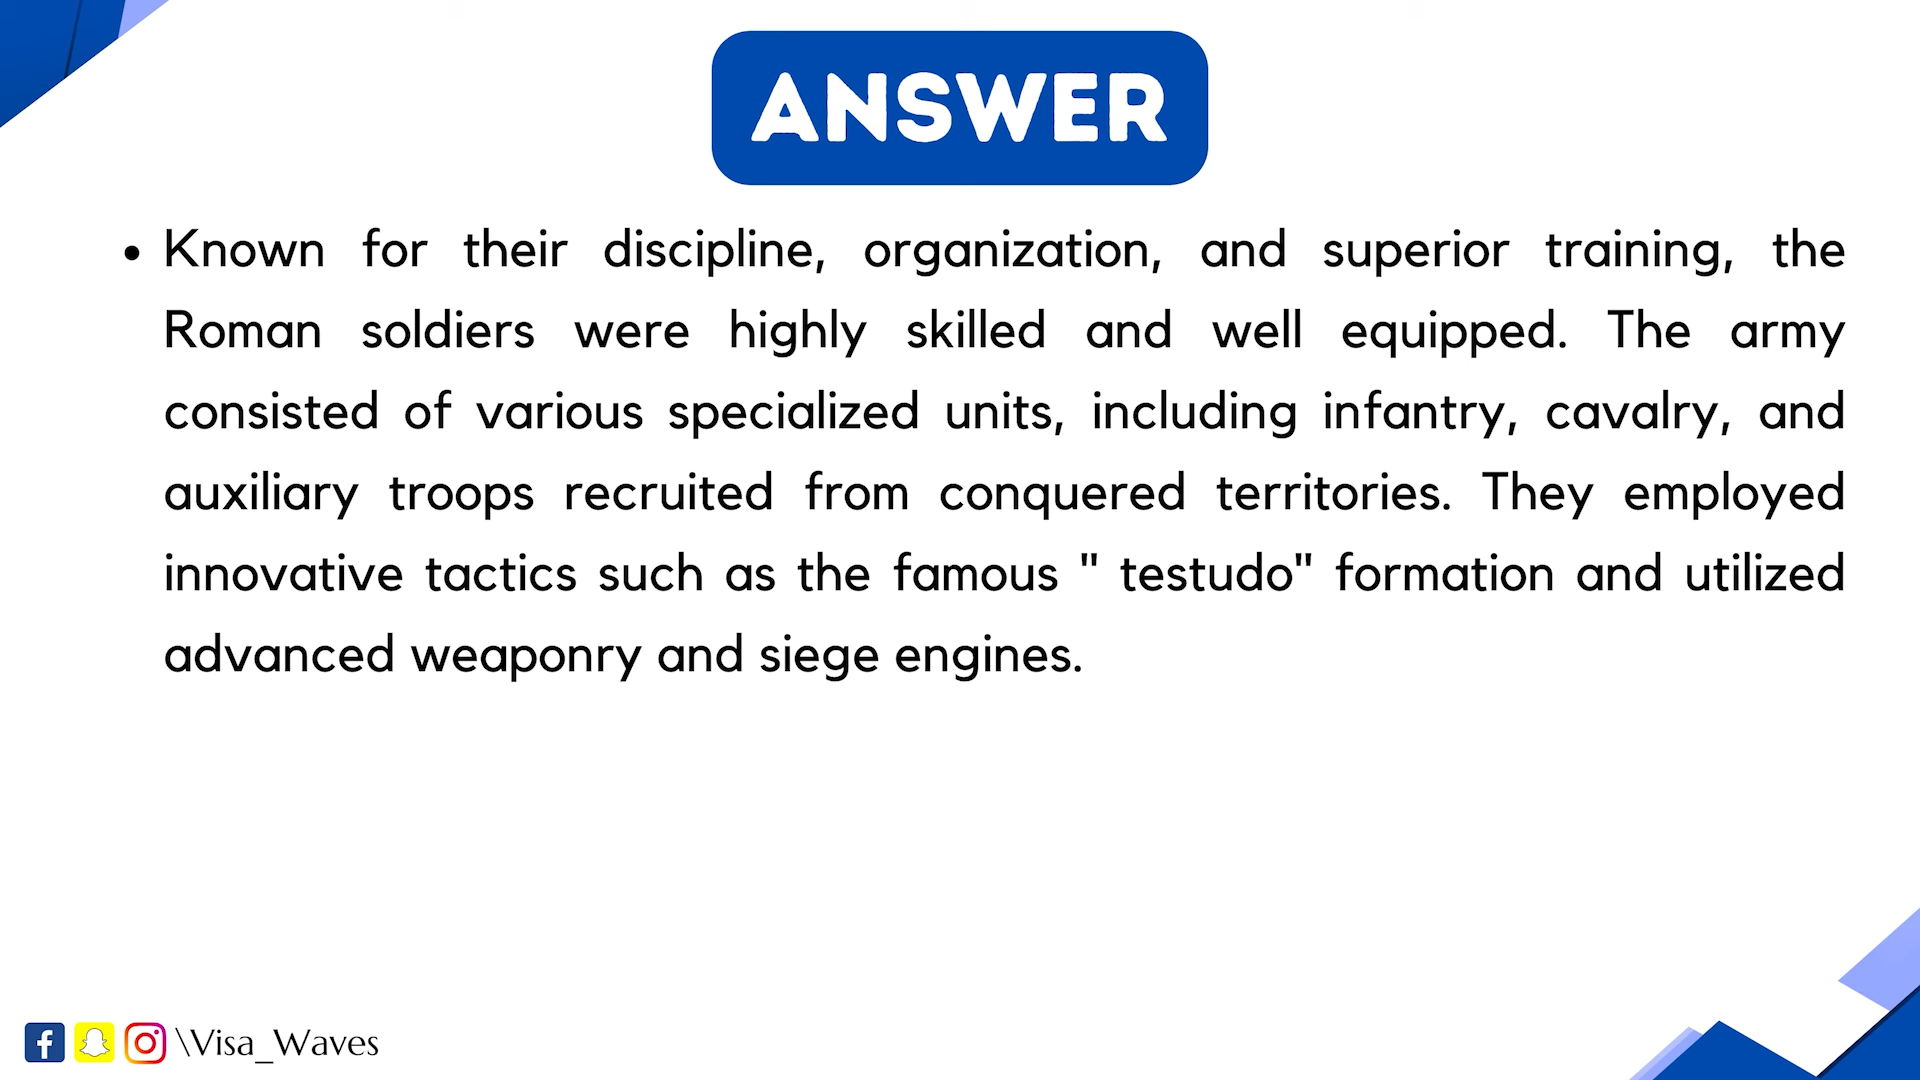 ANSWER
• Known for their discipline, organization, and superior training, the
Roman soldiers were highly skilled and well equipped. The army
consisted of various specialized units, including infantry, cavalry, and
auxiliary troops recruited from conquered territories. They employed
innovative tactics such as the famous " testudo" formation and utilized
advanced weaponry and siege engines.
\Visa_Waves